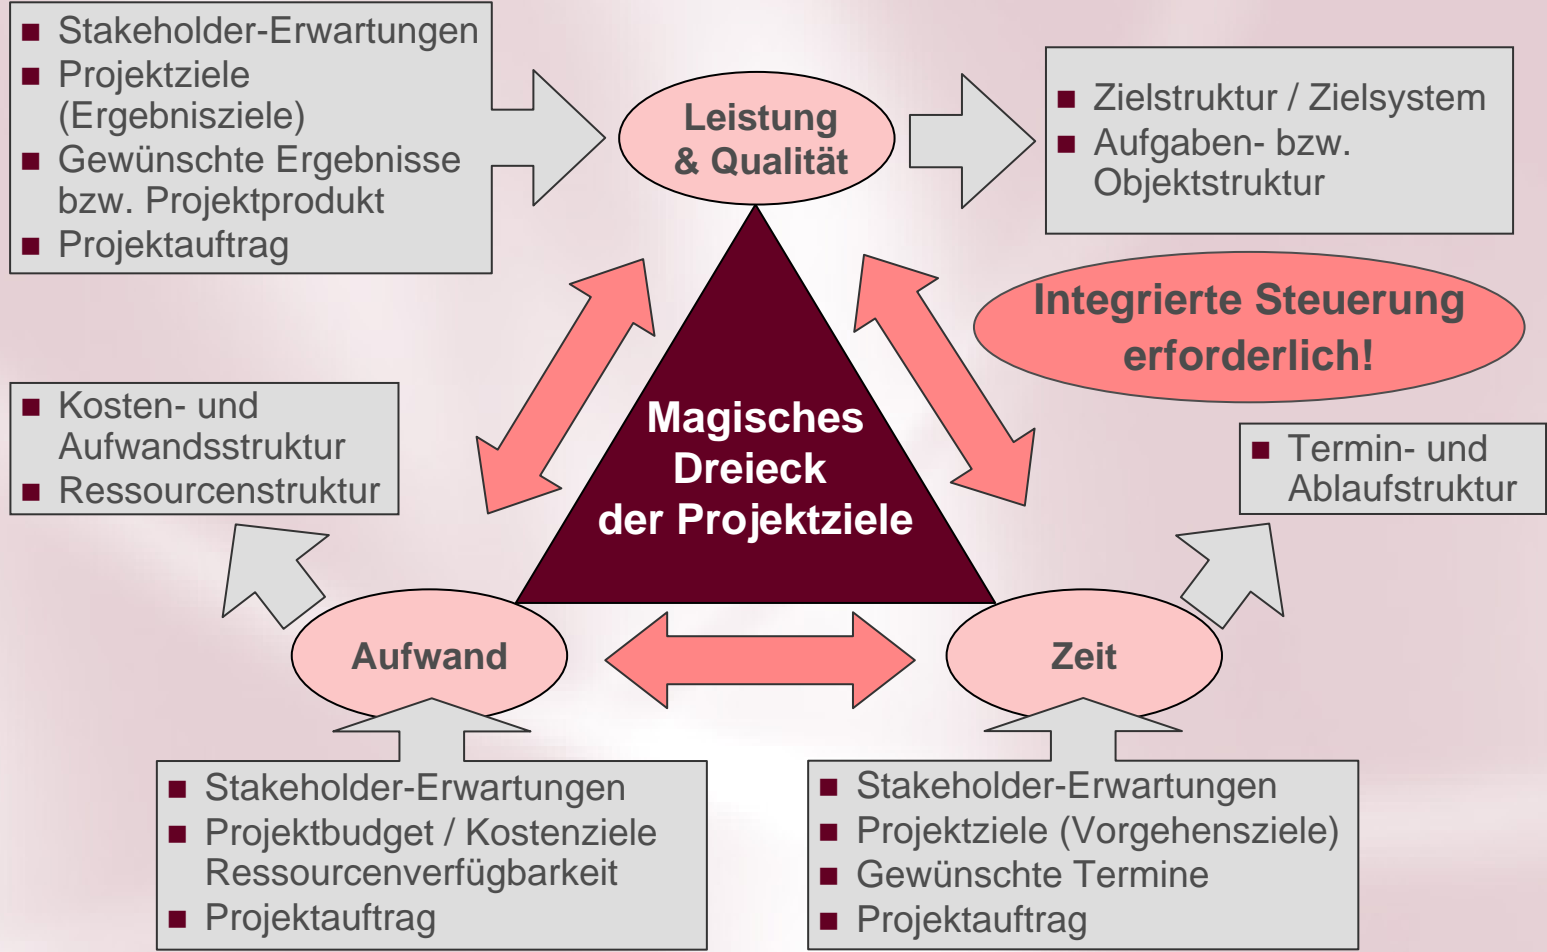 Stakeholder-Erwartungen
Projektziele
(Ergebnisziele)
Gewünschte Ergebnisse
bzw. Projektprodukt
Projektauftrag
Leistung
& Qualität
Zielstruktur / Zielsystem
Aufgaben- bzw.
Objektstruktur
Integrierte Steuerung
erforderlich!
Kosten- und
Aufwandsstruktur
Ressourcenstruktur
Magisches
Dreieck
der Projektziele
Termin- und
Ablaufstruktur
Aufwand
Zeit
Stakeholder-Erwartungen
Projektbudget / Kostenziele
Ressourcenverfügbarkeit
Projektauftrag
Stakeholder-Erwartungen
Projektziele (Vorgehensziele)
Gewünschte Termine
Projektauftrag